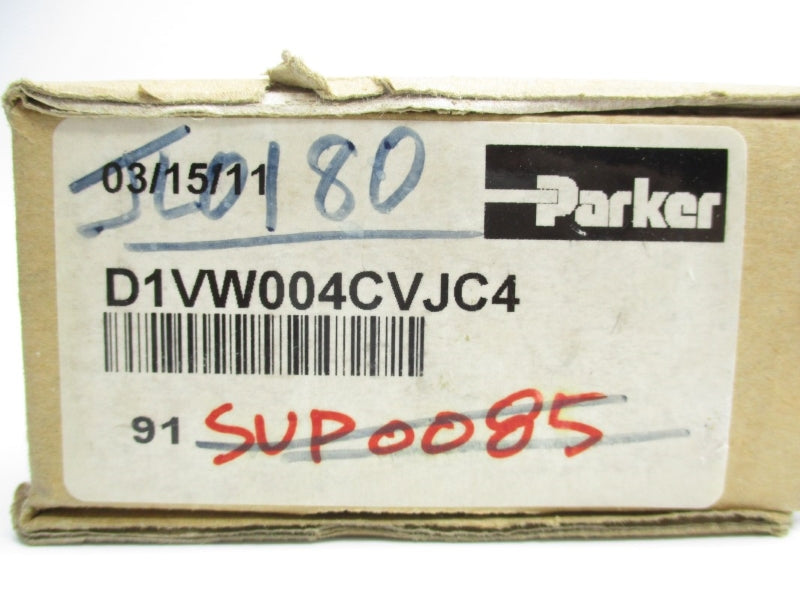 03/15/11
JL0180
Parker
D1VW004CVJC4
91
SUP0085